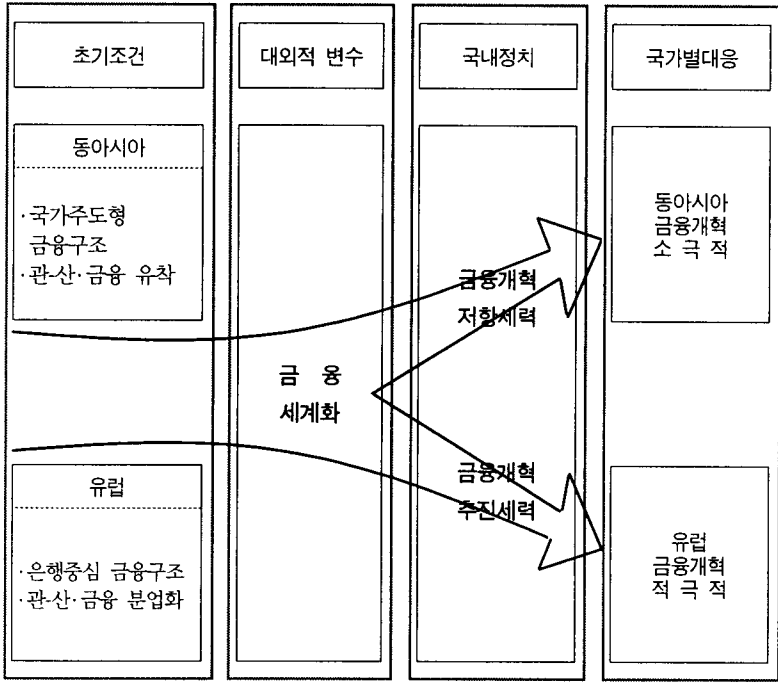 초기조건
대외적 변수
국내정치
국가별대응
동아시아
·국가주도형
금융구조
·관·산·금융 유착
금 융
세계화
금융개혁
저항세력
동아시아
금융개혁
소 극 적
유럽
·은행중심 금융구조
·관·산·금융 분업화
금융개혁
추진세력
유럽
금융개혁
적 극 적